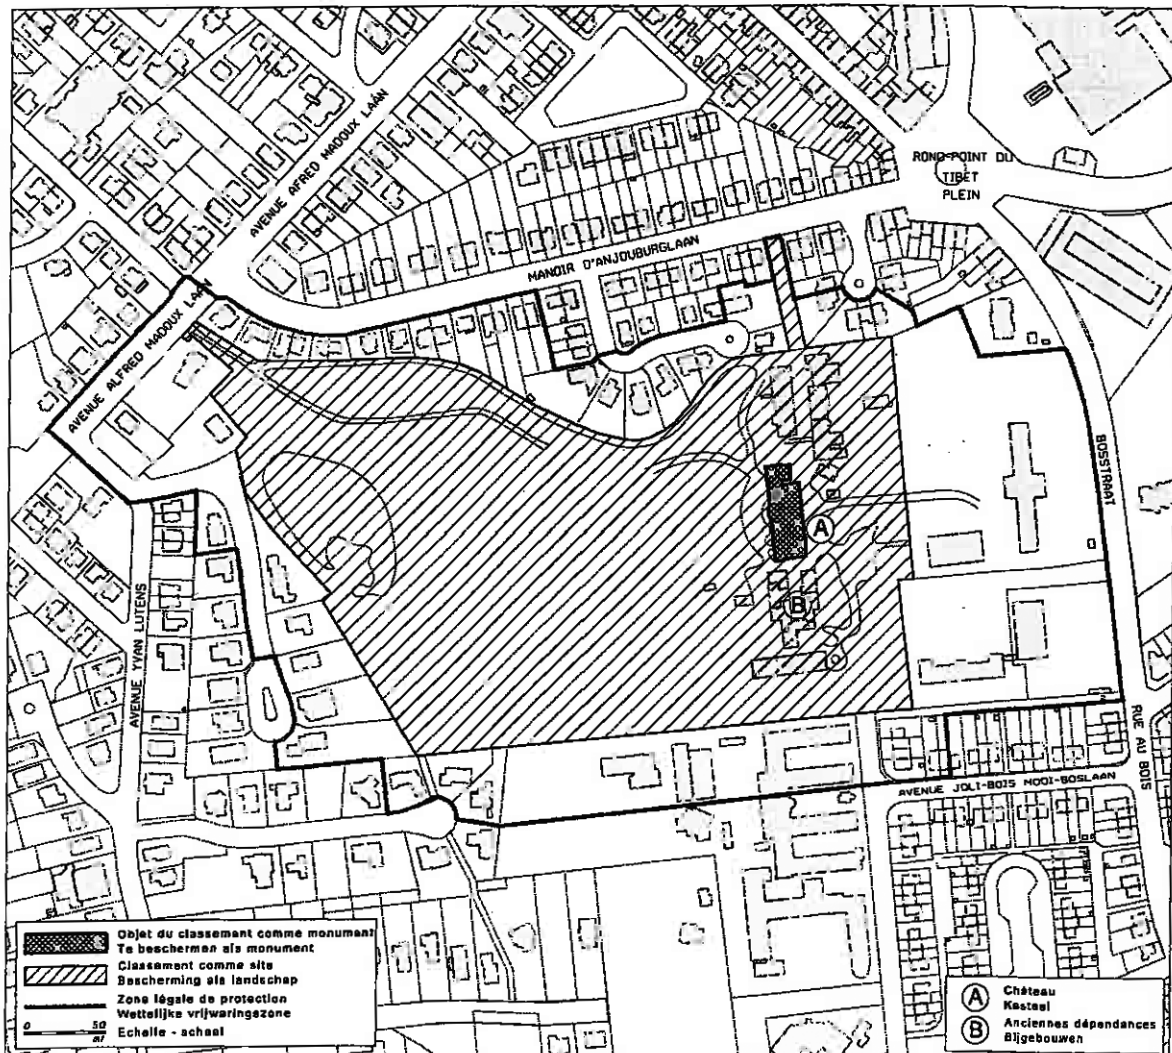 AVENUE AFRED MADOUX LAAN
ROND-POINT DU
TIBET
PLEIN
MANOIR D'ANJOUBURGLAAN
AVENUE ALFRED MADOUX LAAN
BOSSTRAAT
A
B
AVENUE YVAN LUTENS
RUE AU BOIS
AVENUE JOLI-BOIS MOOI-BOSLAAN
Objet du classement comme monument
Te beschermen als monument
Classement comme site
Bescherming als landschap
Zone légale de protection
Wettelijke vrijwaringszone
0 50
Echelle - schaal
A Château
Kasteel
B Anciennes dépendances
Bijgebouwen